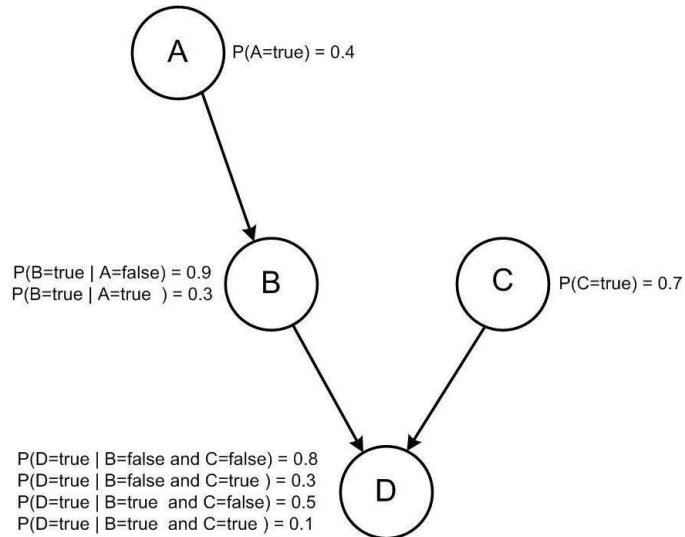 A
P(A=true) = 0.4
P(B=true | A=false) = 0.9
P(B=true | A=true  ) = 0.3
B
C
P(C=true) = 0.7
P(D=true | B=false and C=false) = 0.8
P(D=true | B=false and C=true ) = 0.3
P(D=true | B=true  and C=false) = 0.5
P(D=true | B=true  and C=true ) = 0.1
D